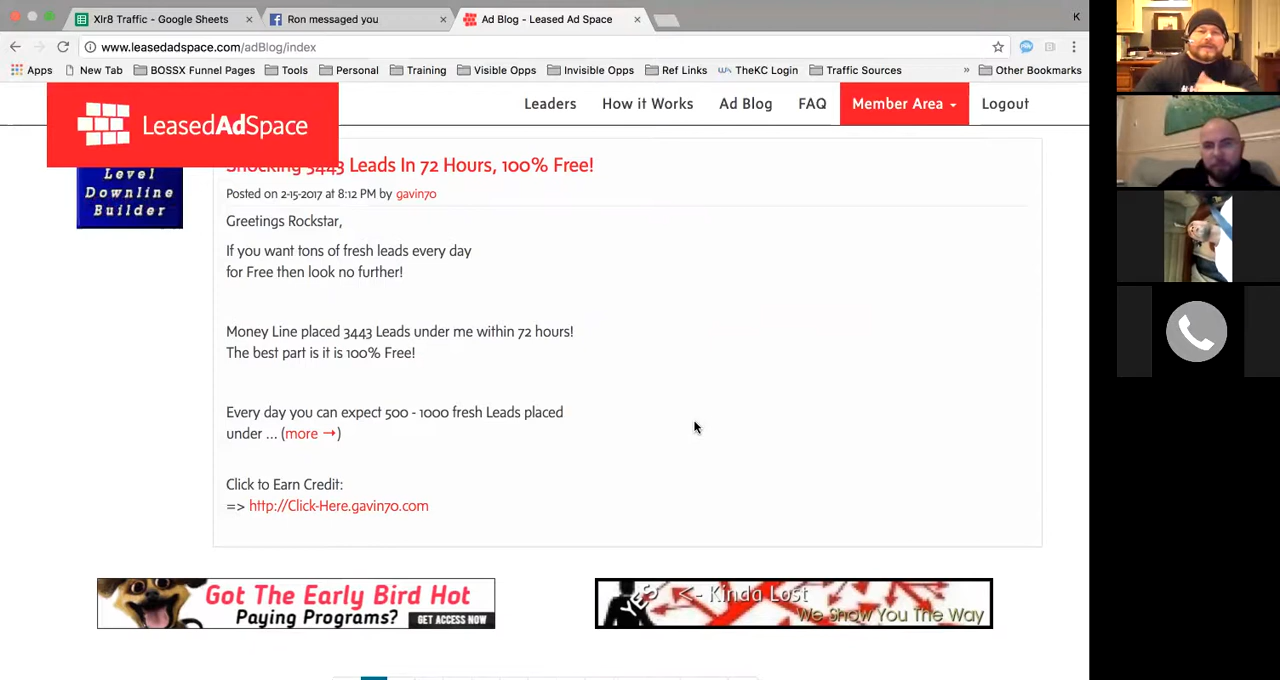 Xlr8 Traffic - Google Sheets
Ron messaged you
Ad Blog - Leased Ad Space
K
www.leasedadspace.com/adBlog/index
Apps
New Tab
BOSSX Funnel Pages
Tools
Personal
Training
Visible Opps
Invisible Opps
Ref Links
TheKC Login
Traffic Sources
»
Other Bookmarks
LeasedAdSpace
Leaders
How it Works
Ad Blog
FAQ
Member Area
Logout
Level
Downline
Builder
Shocking 3443 Leads In 72 Hours, 100% Free!
Posted on 2-15-2017 at 8:12 PM by gavin70
Greetings Rockstar,
If you want tons of fresh leads every day
for Free then look no further!
Money Line placed 3443 Leads under me within 72 hours!
The best part is it is 100% Free!
Every day you can expect 500 - 1000 fresh Leads placed
under ... (more ➝)
Click to Earn Credit:
=> http://Click-Here.gavin70.com
Got The Early Bird Hot
Paying Programs?
GET ACCESS NOW
YES
<- Kinda Lost
We Show You The Way